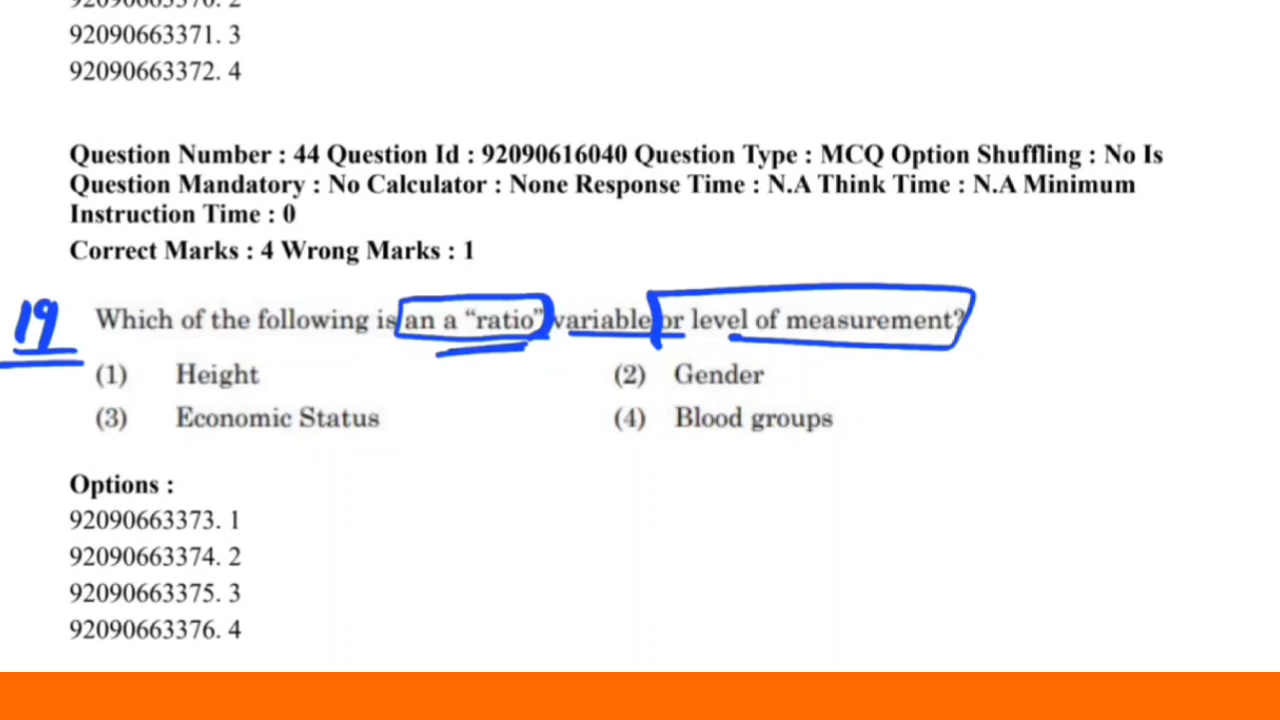 92090663370. 2
92090663371. 3
92090663372. 4
Question Number : 44 Question Id : 92090616040 Question Type : MCQ Option Shuffling : No Is
Question Mandatory : No Calculator : None Response Time : N.A Think Time : N.A Minimum
Instruction Time : 0
Correct Marks : 4 Wrong Marks : 1
19 Which of the following is an a “ratio” variable or level of measurement?
(1) Height (2) Gender
(3) Economic Status (4) Blood groups
Options :
92090663373. 1
92090663374. 2
92090663375. 3
92090663376. 4